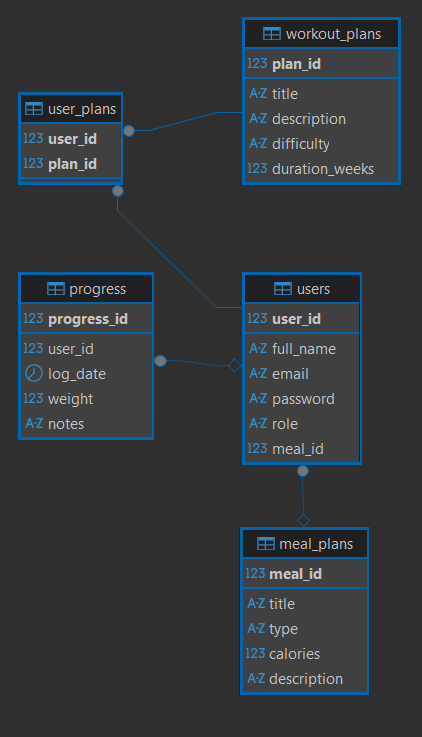 workout_plans
123 plan_id
A-Z title
A-Z description
A-Z difficulty
123 duration_weeks
user_plans
123 user_id
123 plan_id
progress
123 progress_id
123 user_id
log_date
123 weight
A-Z notes
users
123 user_id
A-Z full_name
A-Z email
A-Z password
A-Z role
123 meal_id
meal_plans
123 meal_id
A-Z title
A-Z type
123 calories
A-Z description